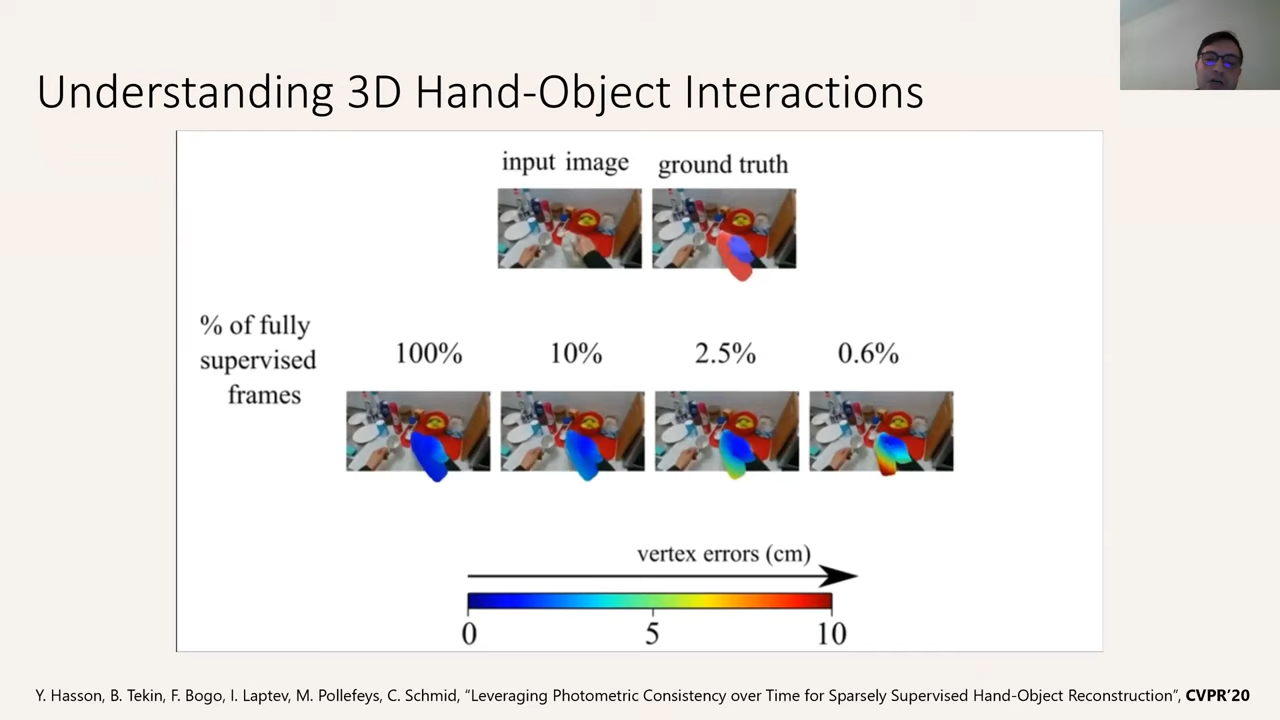 Understanding 3D Hand-Object Interactions
input image ground truth
% of fully
supervised
frames
100% 10% 2.5% 0.6%
vertex errors (cm)
0 5 10
Y. Hasson, B. Tekin, F. Bogo, I. Laptev, M. Pollefeys, C. Schmid, “Leveraging Photometric Consistency over Time for Sparsely Supervised Hand-Object Reconstruction”, CVPR’20